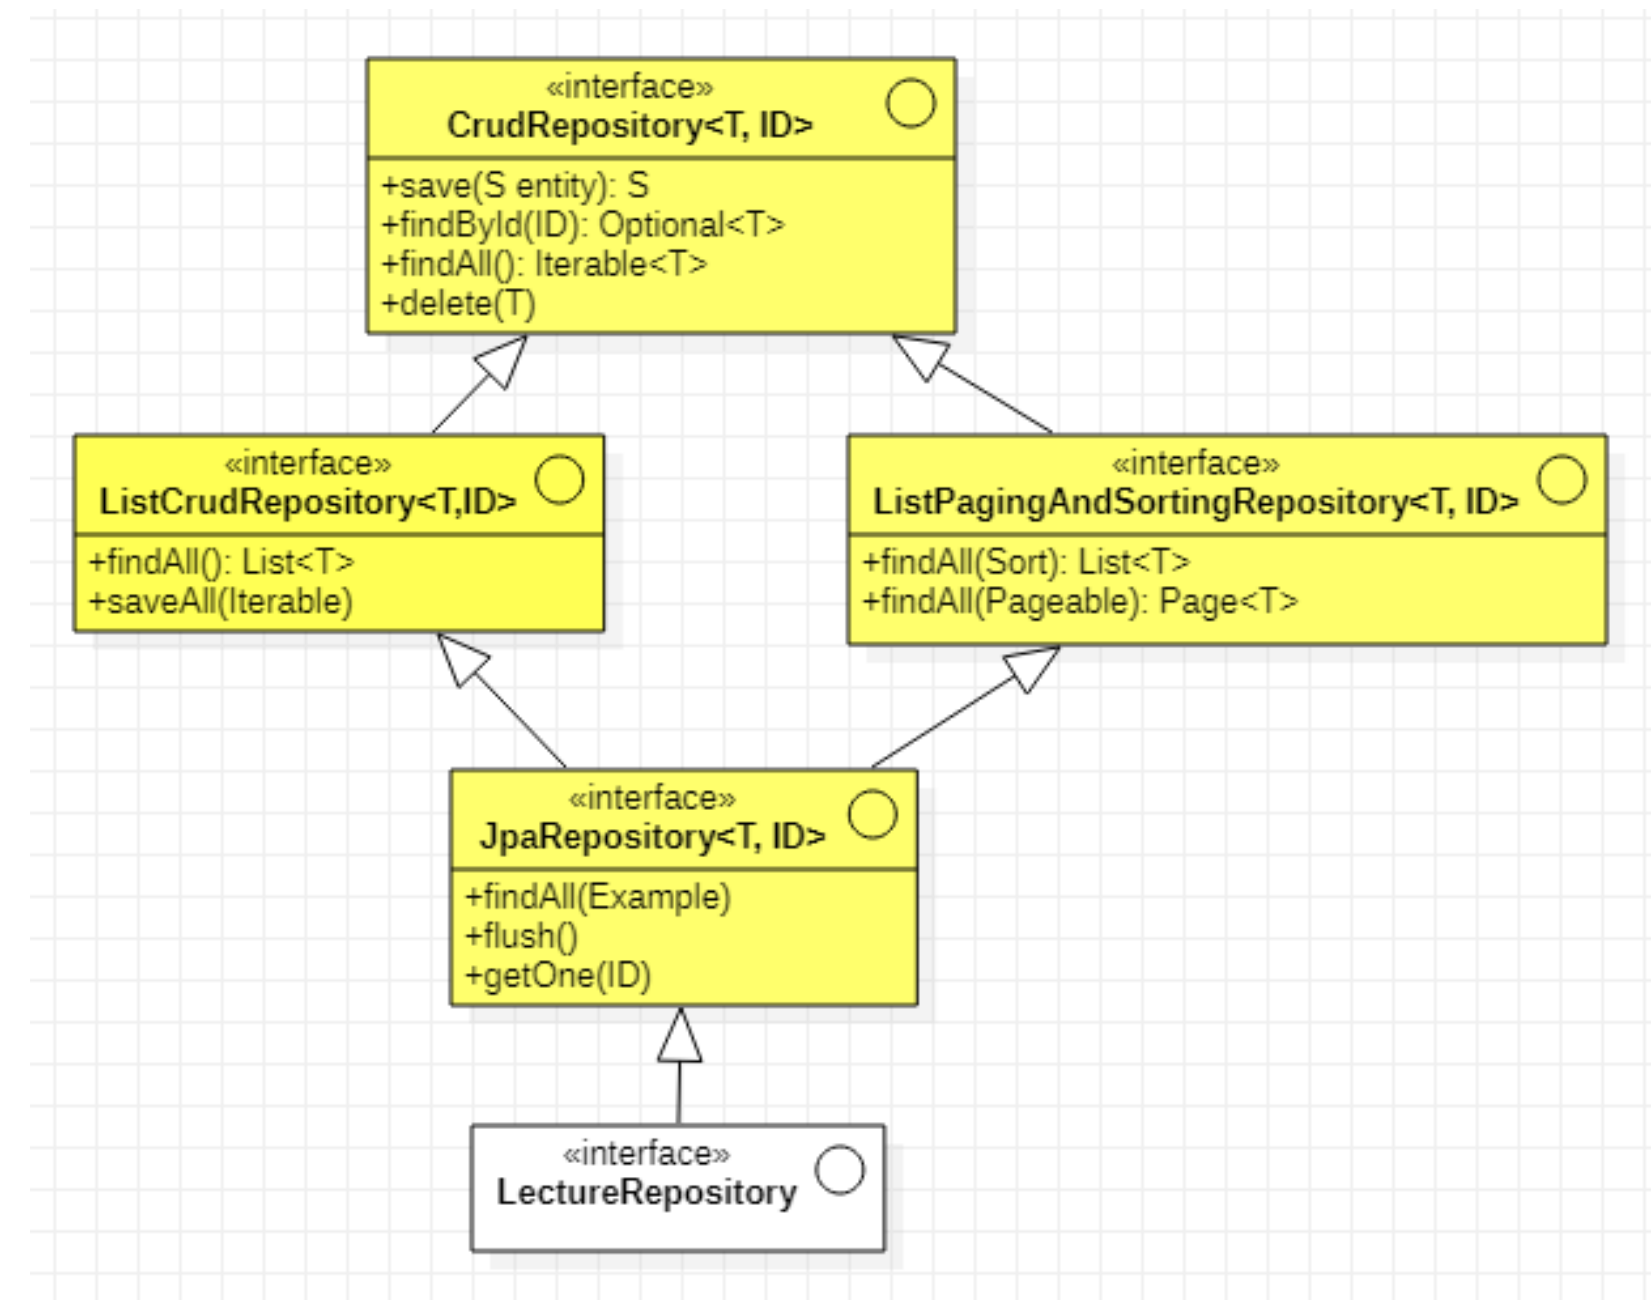 «interface»
CrudRepository<T, ID>
+save(S entity): S
+findById(ID): Optional<T>
+findAll(): Iterable<T>
+delete(T)
«interface»
ListCrudRepository<T,ID>
+findAll(): List<T>
+saveAll(Iterable)
«interface»
ListPagingAndSortingRepository<T, ID>
+findAll(Sort): List<T>
+findAll(Pageable): Page<T>
«interface»
JpaRepository<T, ID>
+findAll(Example)
+flush()
+getOne(ID)
«interface»
LectureRepository